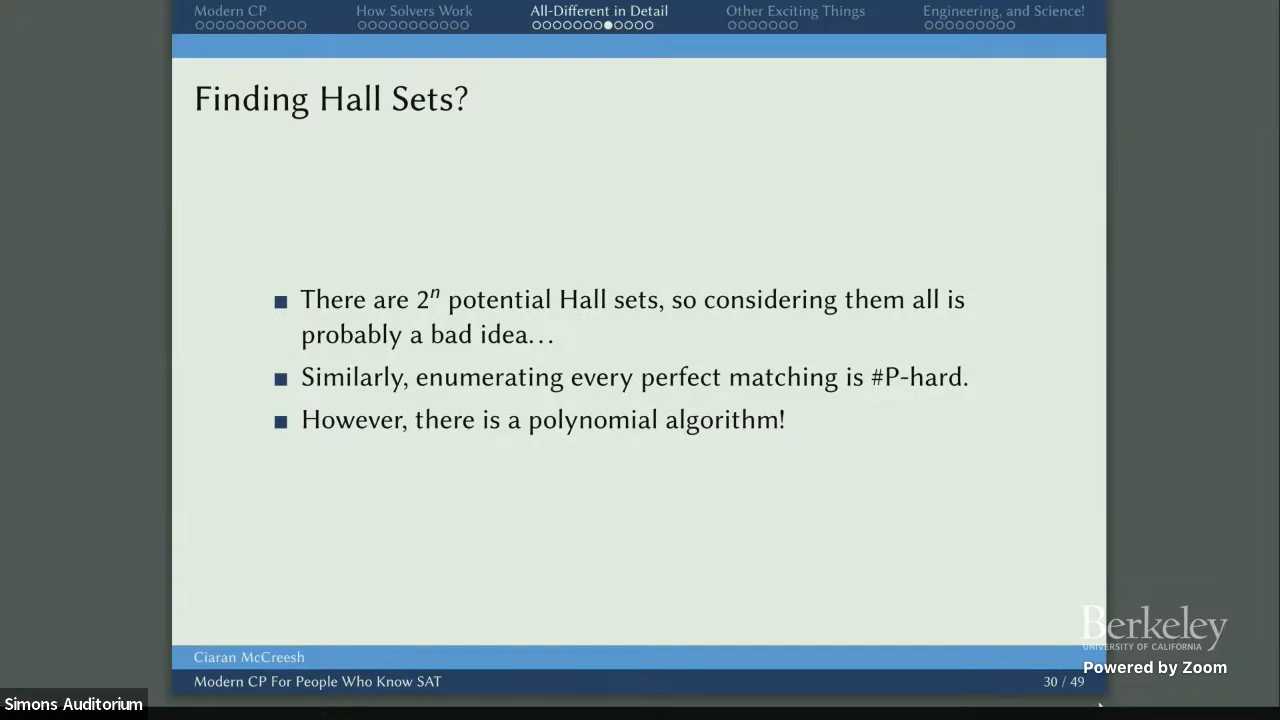 Modern CP
How Solvers Work
All-Different in Detail
Other Exciting Things
Engineering, and Science!
Finding Hall Sets?
■ There are 2ⁿ potential Hall sets, so considering them all is
probably a bad idea…
■ Similarly, enumerating every perfect matching is #P-hard.
■ However, there is a polynomial algorithm!
Berkeley
UNIVERSITY OF CALIFORNIA
Powered by Zoom
Ciaran McCreesh
Modern CP For People Who Know SAT
30 / 49
Simons Auditorium